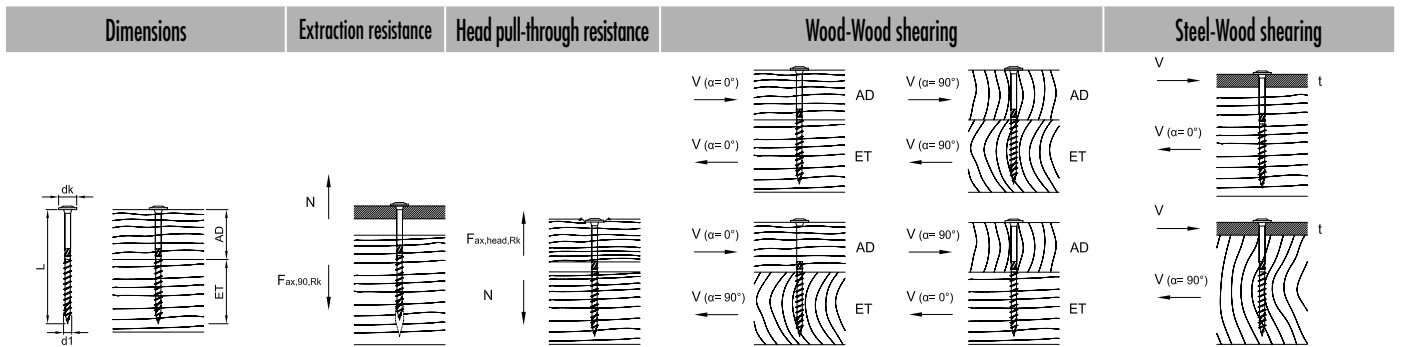 Dimensions
Extraction resistance
Head pull-through resistance
Wood-Wood shearing
Steel-Wood shearing
dk
L
d1
AD
ET
N
Fax,90,Rk
Fax,head,Rk
N
V (α= 0°)
AD
V (α= 0°)
ET
V (α= 90°)
AD
V (α= 90°)
ET
V (α= 0°)
AD
V (α= 90°)
ET
V (α= 90°)
AD
V (α= 0°)
ET
V
t
V (α= 0°)
V
t
V (α= 90°)